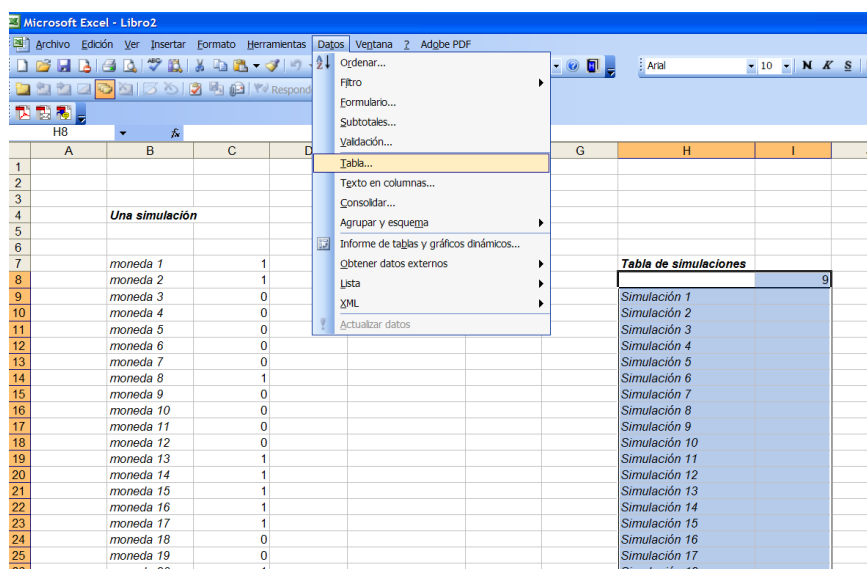 Microsoft Excel - Libro2
Archivo Edición Ver Insertar Formato Herramientas Datos Ventana ? Adobe PDF
Arial 10 N K S
Respond
H8 fx
Ordenar...
Filtro
Formulario...
Subtotales...
Validación...
Tabla...
Texto en columnas...
Consolidar...
Agrupar y esquema
Informe de tablas y gráficos dinámicos...
Obtener datos externos
Lista
XML
Actualizar datos
A B C D G H I
1
2
3
4 Una simulación
5
6
7 moneda 1 1 Tabla de simulaciones
8 moneda 2 1 9
9 moneda 3 0 Simulación 1
10 moneda 4 0 Simulación 2
11 moneda 5 0 Simulación 3
12 moneda 6 0 Simulación 4
13 moneda 7 0 Simulación 5
14 moneda 8 1 Simulación 6
15 moneda 9 0 Simulación 7
16 moneda 10 0 Simulación 8
17 moneda 11 0 Simulación 9
18 moneda 12 0 Simulación 10
19 moneda 13 1 Simulación 11
20 moneda 14 1 Simulación 12
21 moneda 15 1 Simulación 13
22 moneda 16 1 Simulación 14
23 moneda 17 1 Simulación 15
24 moneda 18 0 Simulación 16
25 moneda 19 0 Simulación 17